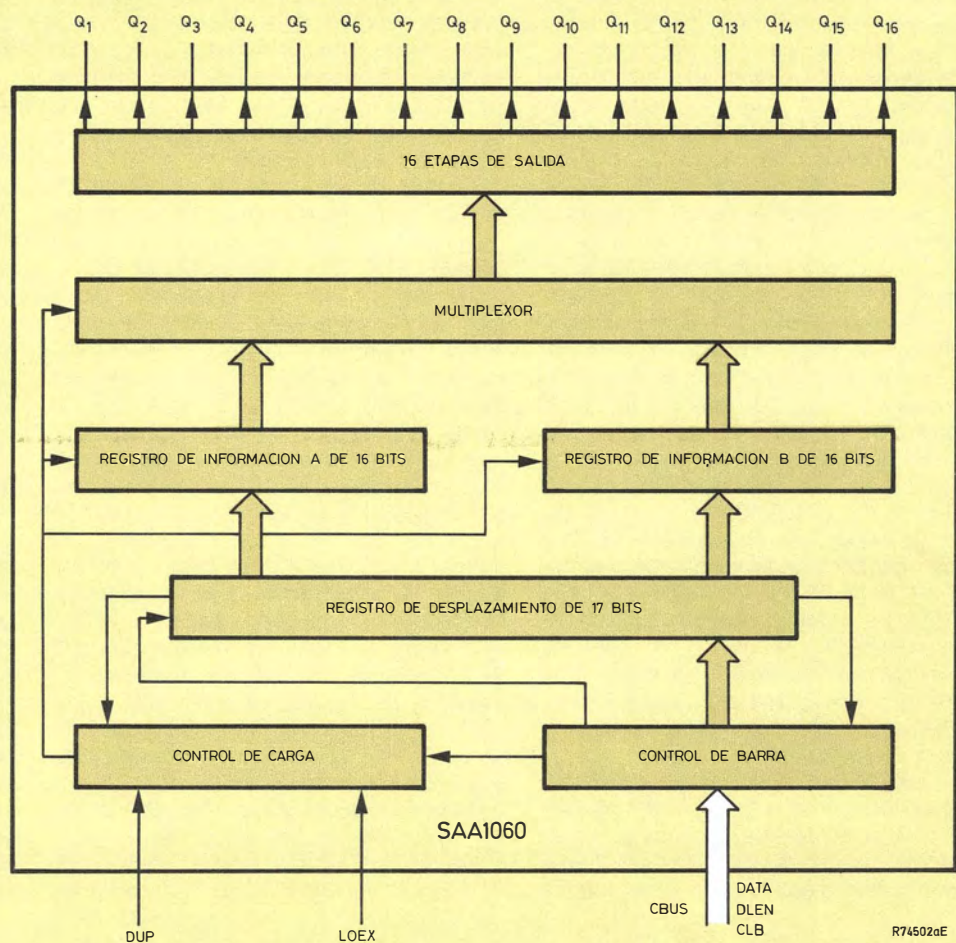 Q1 Q2 Q3 Q4 Q5 Q6 Q7 Q8 Q9 Q10 Q11 Q12 Q13 Q14 Q15 Q16
16 ETAPAS DE SALIDA
MULTIPLEXOR
REGISTRO DE INFORMACION A DE 16 BITS
REGISTRO DE INFORMACION B DE 16 BITS
REGISTRO DE DESPLAZAMIENTO DE 17 BITS
CONTROL DE CARGA
CONTROL DE BARRA
SAA1060
DUP
LOEX
CBUS
DATA
DLEN
CLB
R74502aE